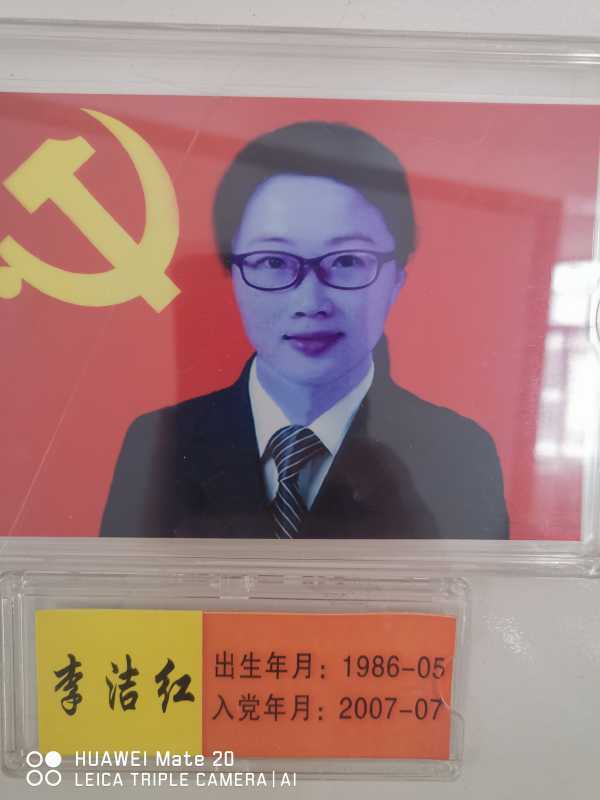 李洁红
出生年月：1986-05
入党年月：2007-07
HUAWEI Mate 20
LEICA TRIPLE CAMERA | AI